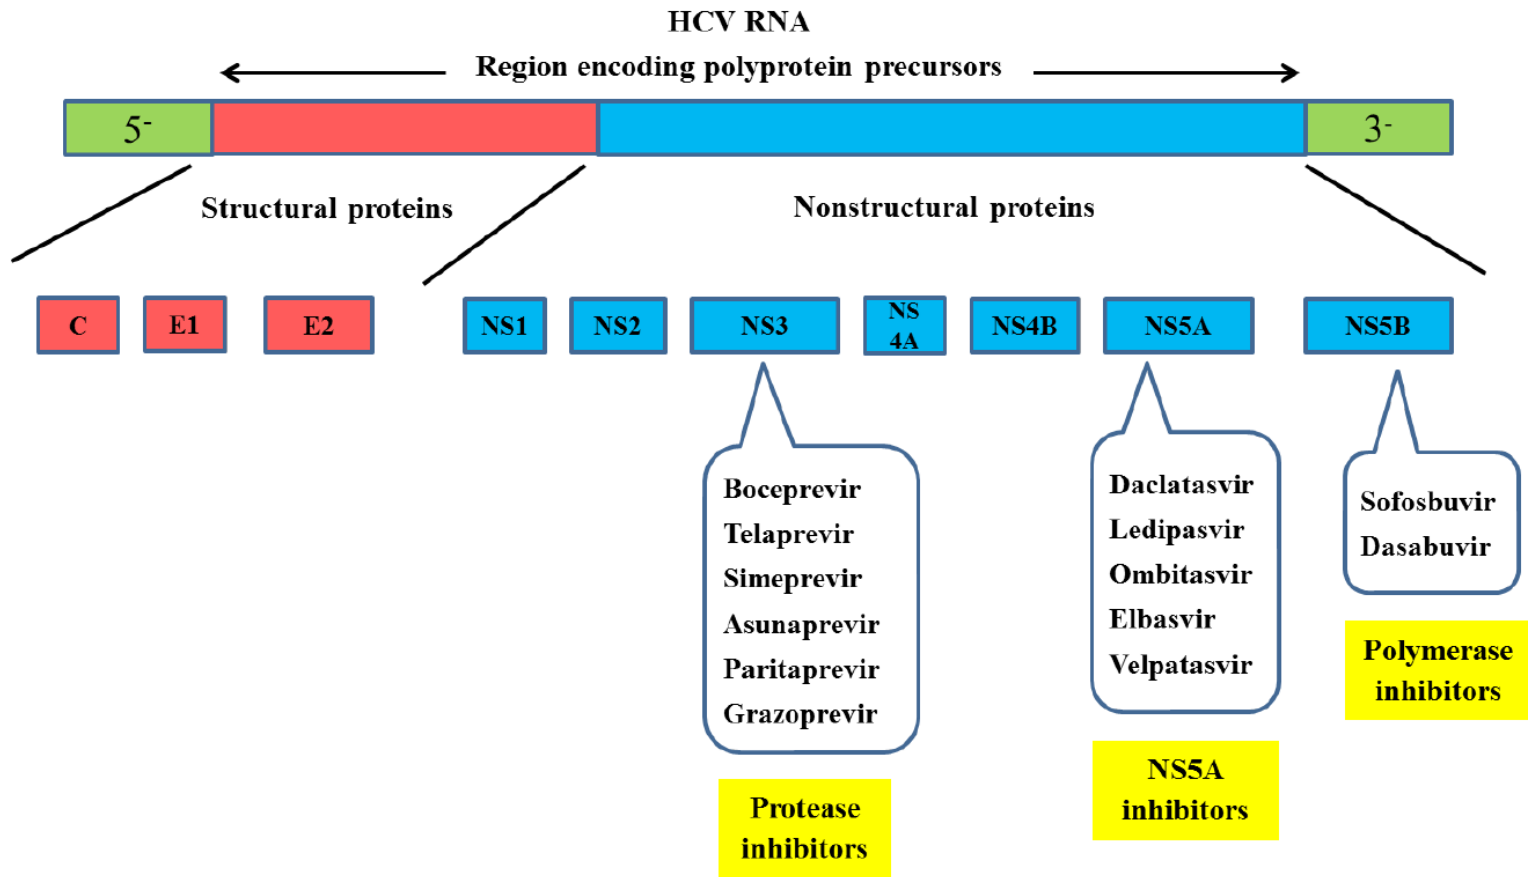 HCV RNA
Region encoding polyprotein precursors
5-
3-
Structural proteins
Nonstructural proteins
C
E1
E2
NS1
NS2
NS3
NS
4A
NS4B
NS5A
NS5B
Boceprevir
Telaprevir
Simeprevir
Asunaprevir
Paritaprevir
Grazoprevir
Protease
inhibitors
Daclatasvir
Ledipasvir
Ombitasvir
Elbasvir
Velpatasvir
NS5A
inhibitors
Sofosbuvir
Dasabuvir
Polymerase
inhibitors